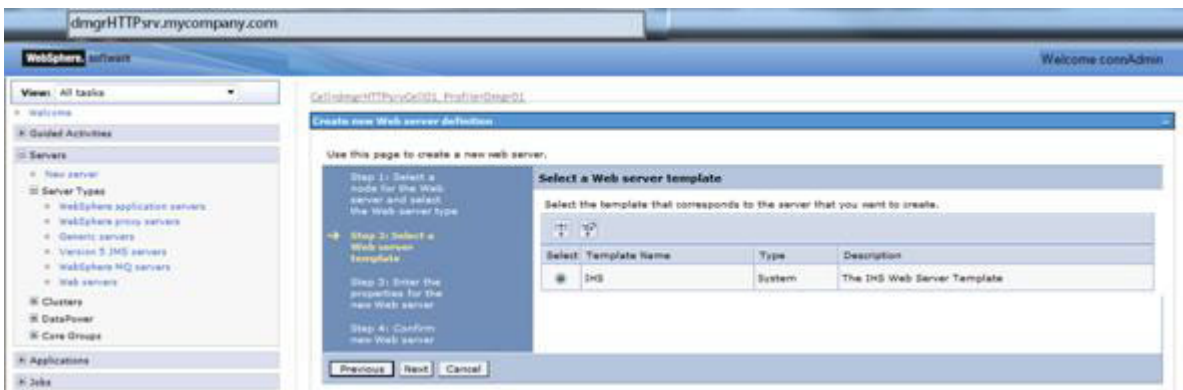 dmgrHTTPsrv.mycompany.com
WebSphere. software
Welcome connAdmin
View: All tasks
Welcome
Guided Activities
Servers
New server
Server Types
WebSphere application servers
WebSphere proxy servers
Generic servers
Version 5 JMS servers
WebSphere MQ servers
Web servers
Clusters
DataPower
Core Groups
Applications
Jobs
Create new Web server definition
Use this page to create a new web server.
Step 1: Select a node for the Web server and select the Web server type
Step 2: Select a Web server template
Step 3: Enter the properties for the new Web server
Step 4: Confirm new Web server
Select a Web server template
Select the template that corresponds to the server that you want to create.
Select Template Name Type Description
IHS System The IHS Web Server Template
Previous Next Cancel